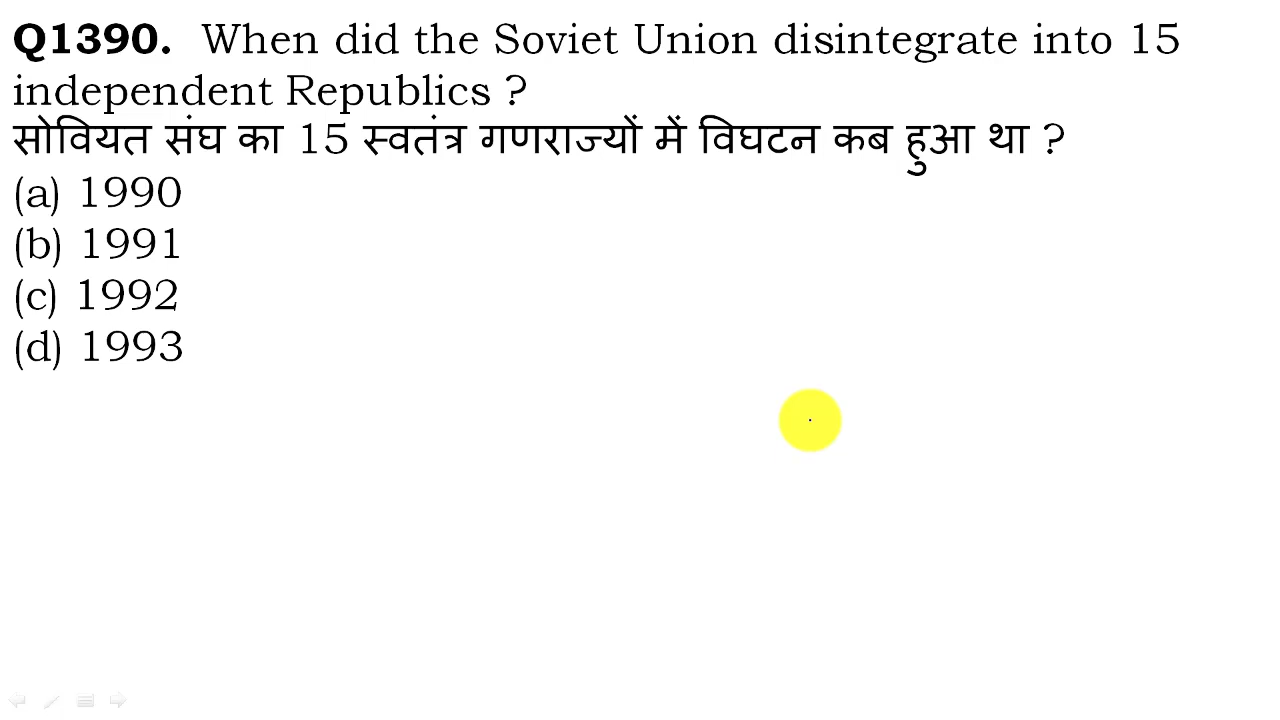 Q1390. When did the Soviet Union disintegrate into 15
independent Republics ?
सोवियत संघ का 15 स्वतंत्र गणराज्यों में विघटन कब हुआ था ?
(a) 1990
(b) 1991
(c) 1992
(d) 1993